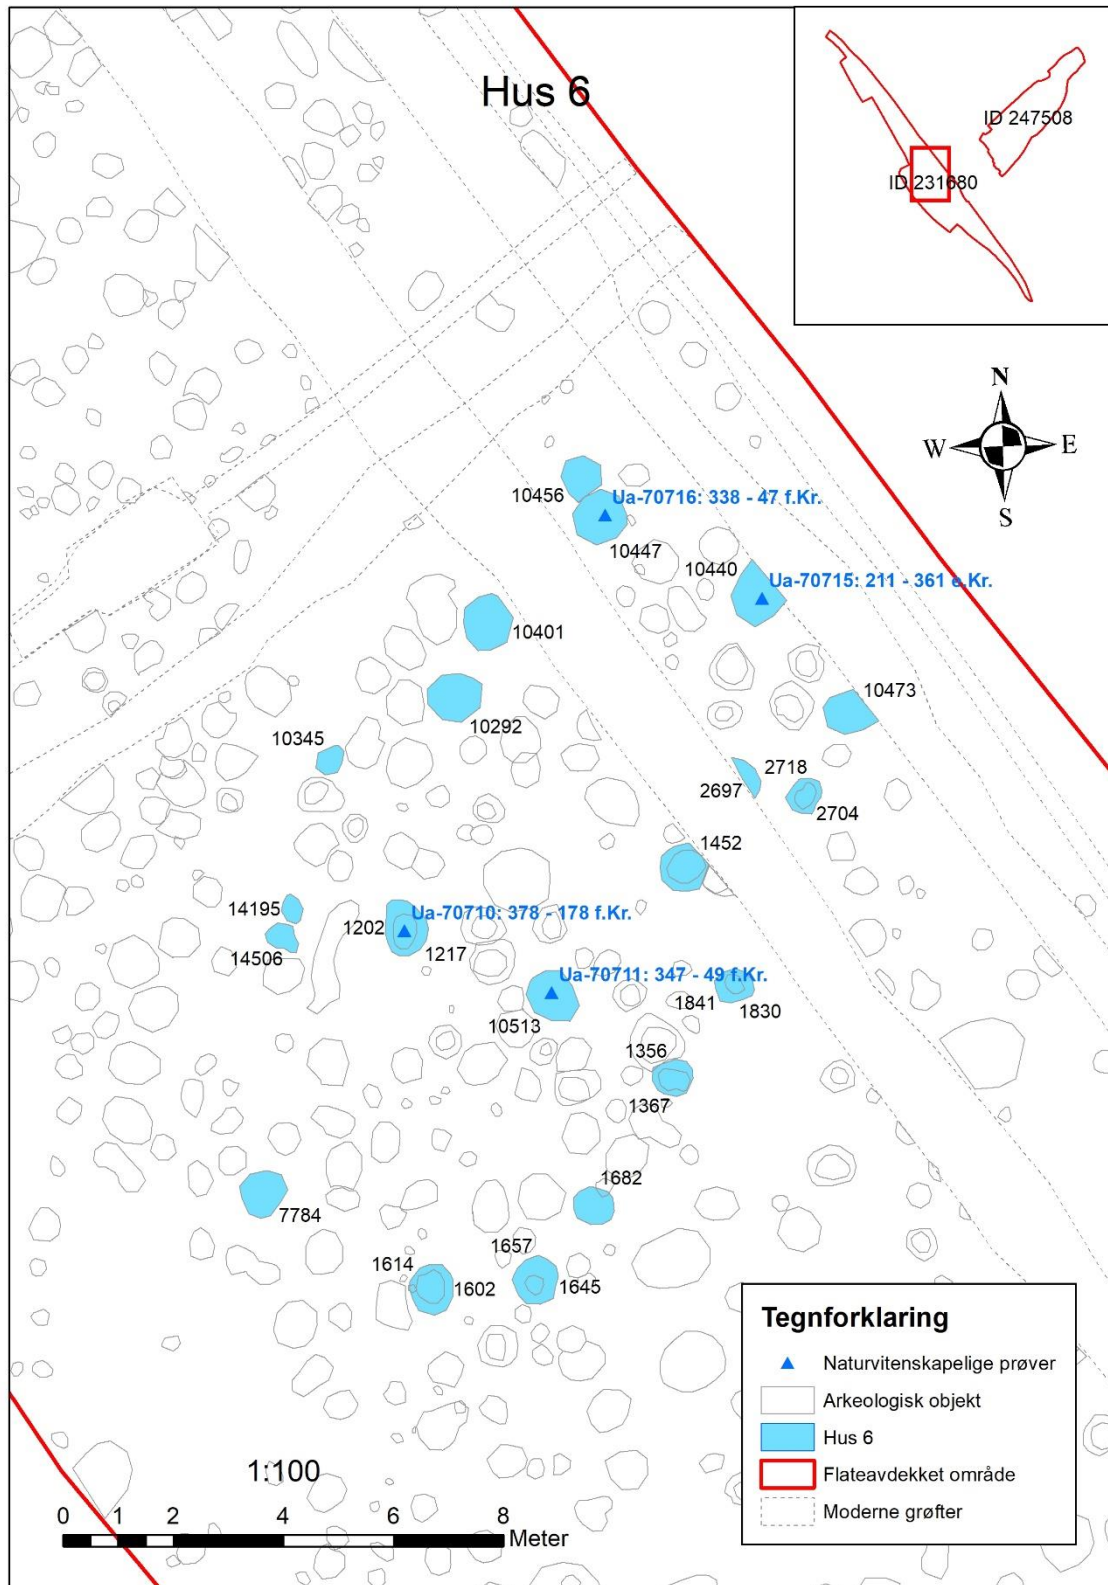 Hus 6
ID 247508
ID 231680
N
W
E
S
10456
Ua-70716: 338 - 47 f.Kr.
10447
10440
Ua-70715: 211 - 361 e.Kr.
10401
10473
10292
10345
2718
2697
2704
1452
14195
1202
Ua-70710: 378 - 178 f.Kr.
1217
14506
Ua-70711: 347 - 49 f.Kr.
10513
1841
1830
1356
1367
1682
7784
1657
1614
1602
1645
Tegnforklaring
Naturvitenskapelige prøver
Arkeologisk objekt
Hus 6
Flateavdekket område
Moderne grøfter
1:100
0 1 2 4 6 8
Meter